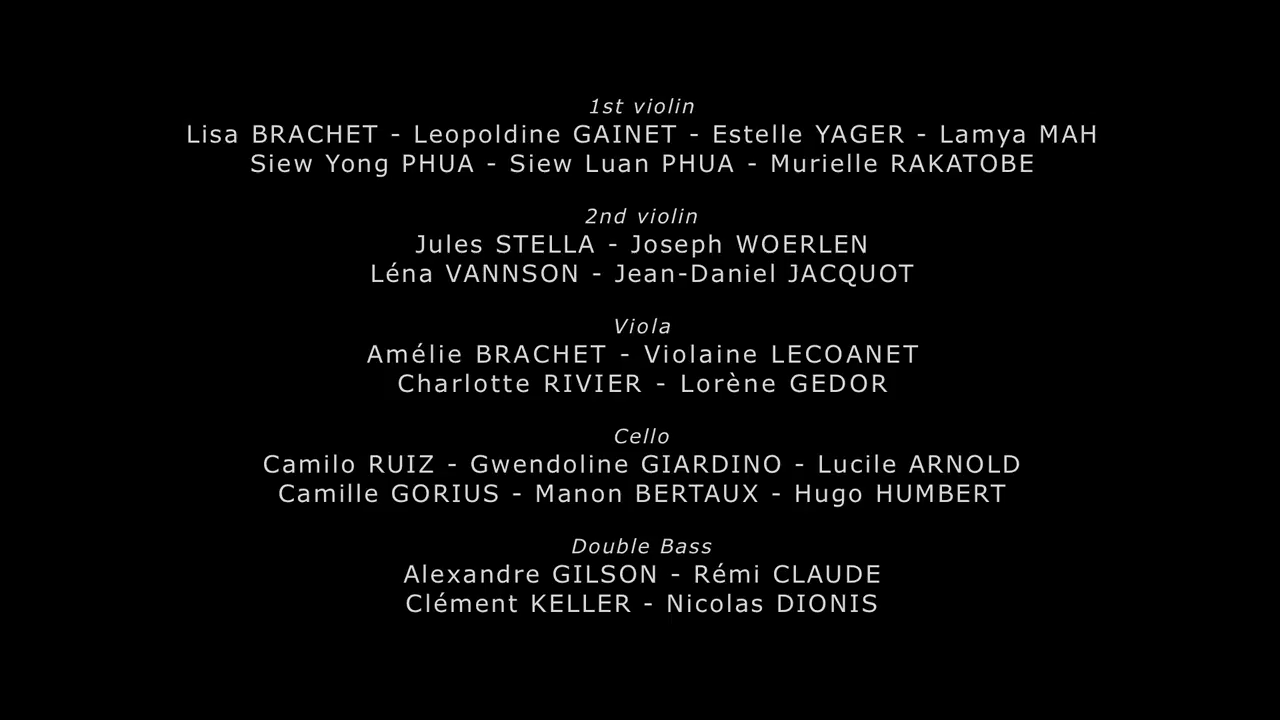 1st violin
Lisa BRACHET - Leopoldine GAINET - Estelle YAGER - Lamya MAH
Siew Yong PHUA - Siew Luan PHUA - Murielle RAKATOBE
2nd violin
Jules STELLA - Joseph WOERLEN
Léna VANNSON - Jean-Daniel JACQUOT
Viola
Amélie BRACHET - Violaine LECOANET
Charlotte RIVIER - Lorène GEDOR
Cello
Camilo RUIZ - Gwendoline GIARDINO - Lucile ARNOLD
Camille GORIUS - Manon BERTAUX - Hugo HUMBERT
Double Bass
Alexandre GILSON - Rémi CLAUDE
Clément KELLER - Nicolas DIONIS